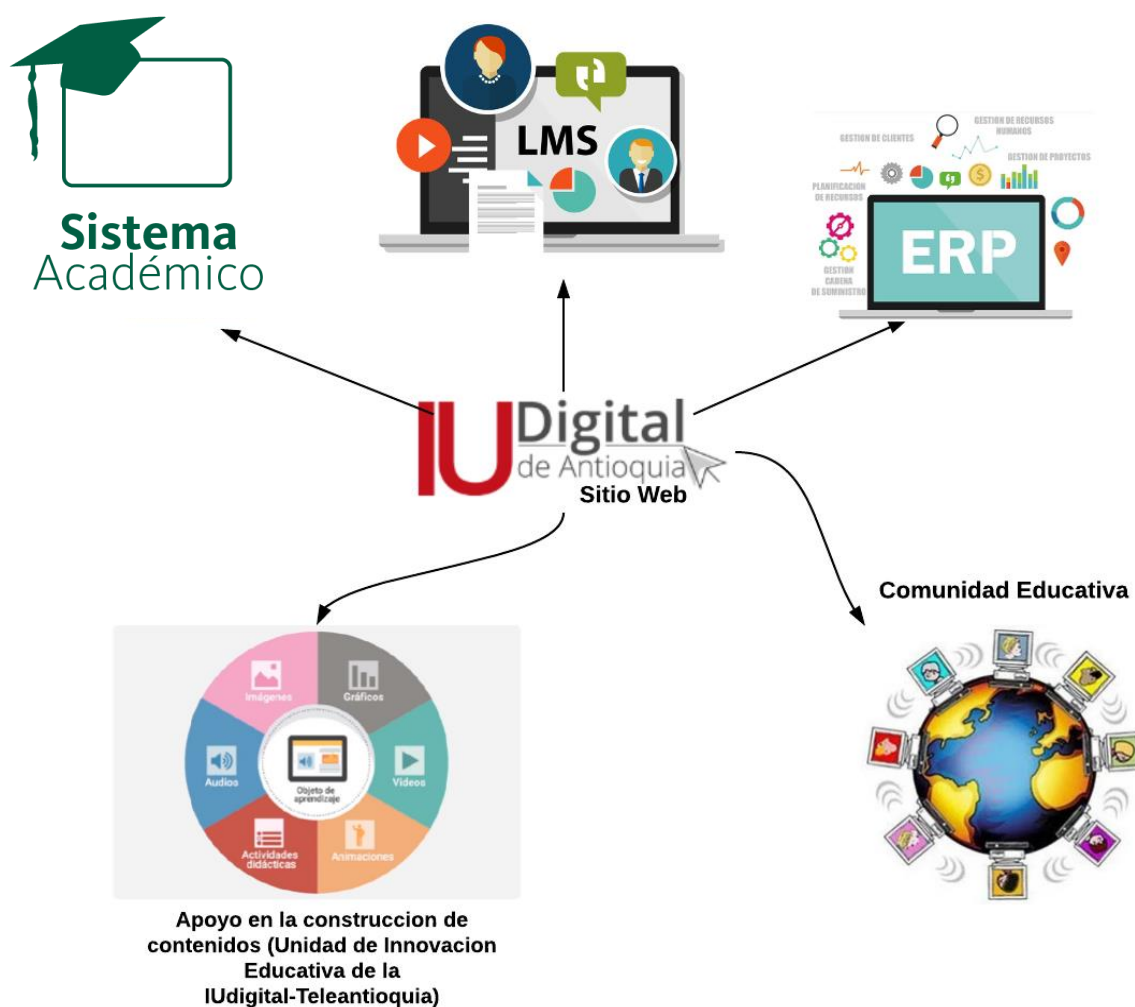 Sistema
Académico
LMS
GESTION DE RECURSOS
HUMANOS
GESTION DE CLIENTES
GESTION DE PROYECTOS
PLANIFICACION
DE RECURSOS
ERP
GESTION
CADENA
DE SUMINISTRO
IU Digital
de Antioquia
Sitio Web
Comunidad Educativa
Imágenes
Gráficos
Audios
Objeto de
aprendizaje
Vídeos
Actividades
didácticas
Animaciones
Apoyo en la construccion de
contenidos (Unidad de Innovacion
Educativa de la
IUdigital-Teleantioquia)